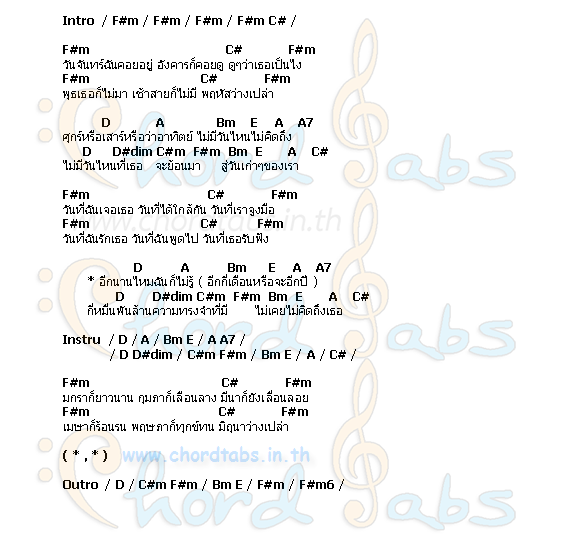 Intro / F#m / F#m / F#m / F#m C# /
F#m C# F#m
วันจันทร์ฉันคอยอยู่ อังคารก็คอยดู ดูๆว่าเธอเป็นไง
F#m C# F#m
พุธเธอก็ไม่มา เช้าสายก็ไม่มี พฤหัสว่างเปล่า
D A Bm E A A7
ศุกร์หรือเสาร์หรือว่าอาทิตย์ ไม่มีวันไหนไม่คิดถึง
D D#dim C#m F#m Bm E A C#
ไม่มีวันไหนที่เธอ จะย้อนมา สู่วันเก่าๆของเรา
F#m C# F#m
วันที่ฉันเจอเธอ วันที่ได้ใกล้กัน วันที่เราจูงมือ
www.chordtabs.in.th
F#m C# F#m
วันที่ฉันรักเธอ วันที่ฉันพูดไป วันที่เธอรับฟัง
D A Bm E A A7
* อีกนานไหมฉันก็ไม่รู้ ( อีกกี่เดือนหรือจะอีกปี )
D D#dim C#m F#m Bm E A C#
กี่หมื่นพันล้านความทรงจำที่มี ไม่เคยไม่คิดถึงเธอ
Instru / D / A / Bm E / A A7 /
/ D D#dim / C#m F#m / Bm E / A / C# /
F#m C# F#m
มกราก็ยาวนาน กุมภาก็เลือนลาง มีนาก็ยังเลื่อนลอย
F#m C# F#m
เมษาก็ร้อนรน พฤษภาก็ทุกข์ทน มิถุนาว่างเปล่า
( * , * )
www.chordtabs.in.th
Outro / D / C#m F#m / Bm E / F#m / F#m6 /
Chord Tabs
Chord Tabs